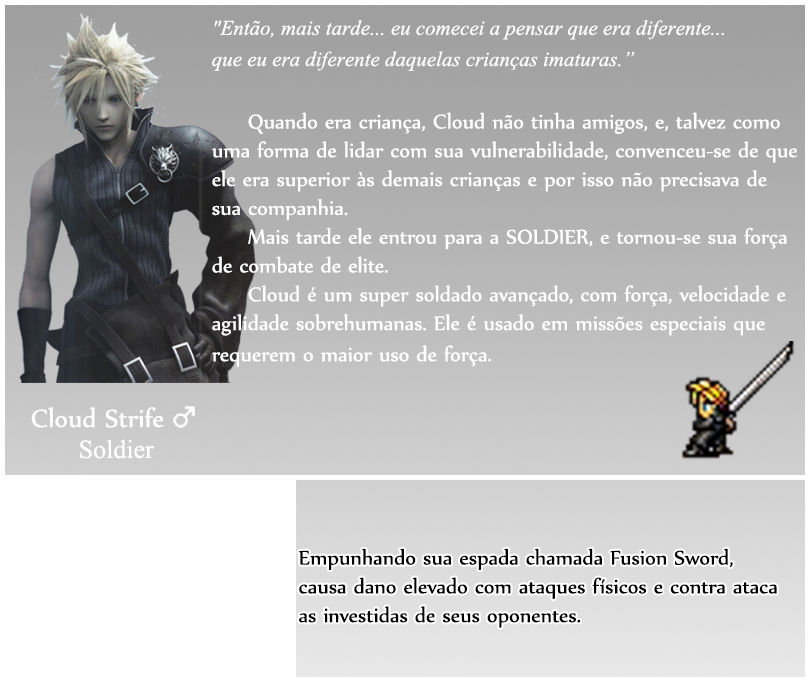 "Então, mais tarde... eu comecei a pensar que era diferente...
que eu era diferente daquelas crianças imaturas.”
Quando era criança, Cloud não tinha amigos, e, talvez como
uma forma de lidar com sua vulnerabilidade, convenceu-se de que
ele era superior às demais crianças e por isso não precisava de
sua companhia.
Mais tarde ele entrou para a SOLDIER, e tornou-se sua força
de combate de elite.
Cloud é um super soldado avançado, com força, velocidade e
agilidade sobrehumanas. Ele é usado em missões especiais que
requerem o maior uso de força.
Cloud Strife ♂
Soldier
Empunhando sua espada chamada Fusion Sword,
causa dano elevado com ataques físicos e contra ataca
as investidas de seus oponentes.